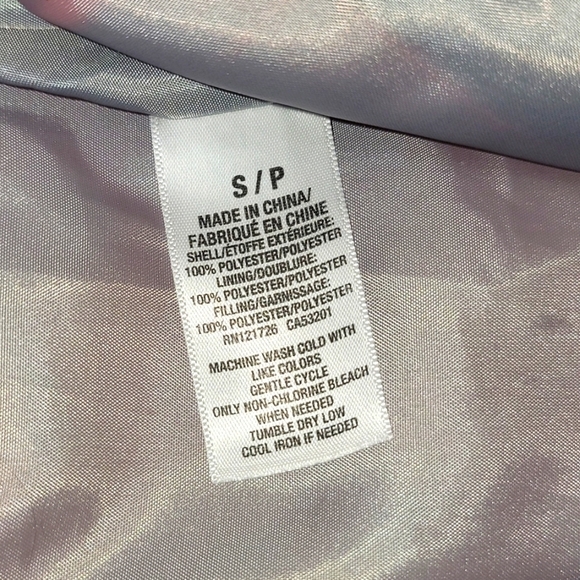 S/P
MADE IN CHINA/
FABRIQUÉ EN CHINE
SHELL/ÉTOFFE EXTÉRIEURE:
100% POLYESTER/POLYESTER
LINING/DOUBLURE:
100% POLYESTER/POLYESTER
FILLING/GARNISSAGE:
100% POLYESTER/POLYESTER
RN121726 CA53201
MACHINE WASH COLD WITH
LIKE COLORS
GENTLE CYCLE
ONLY NON-CHLORINE BLEACH
WHEN NEEDED
TUMBLE DRY LOW
COOL IRON IF NEEDED